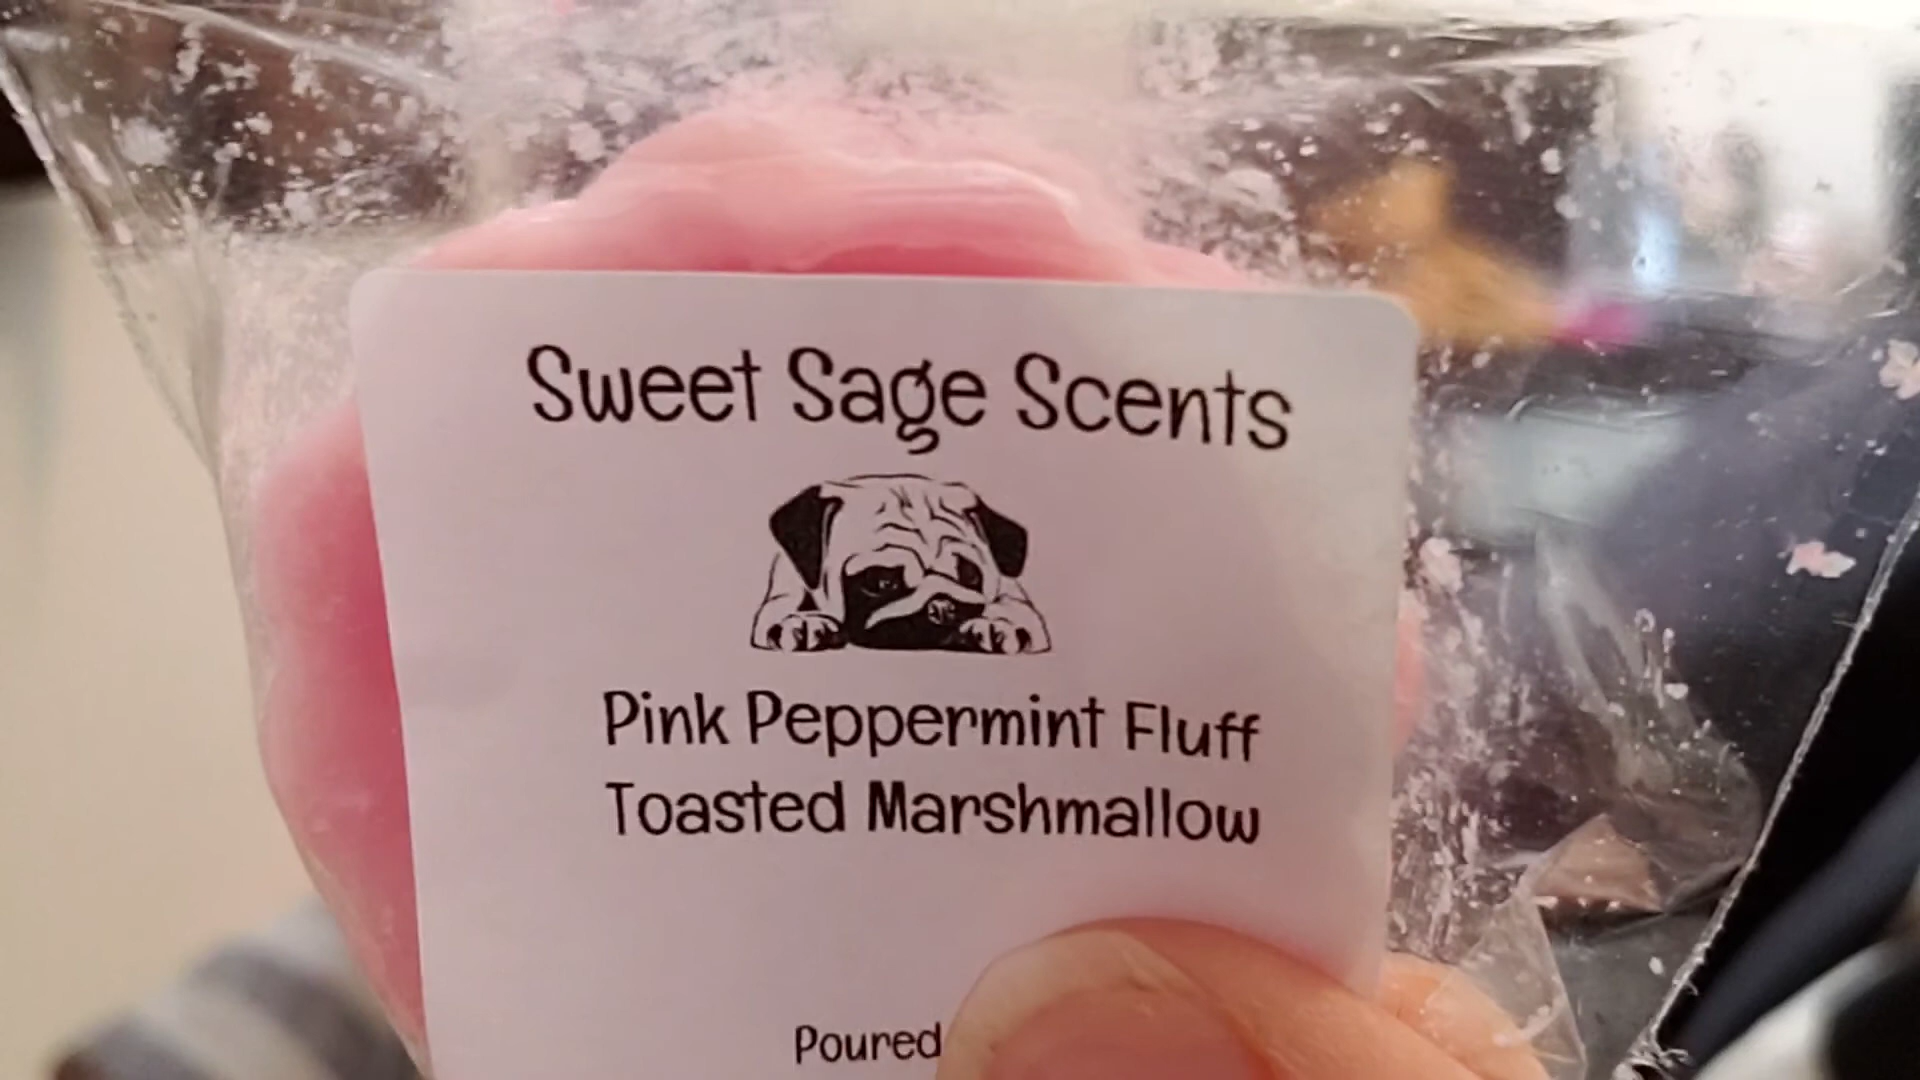 Sweet Sage Scents
Pink Peppermint Fluff
Toasted Marshmallow
Poured